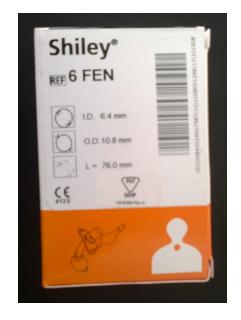 Shiley®
REF 6 FEN
I.D. 6.4 mm
O.D. 10.8 mm
L = 76.0 mm
CE
0123